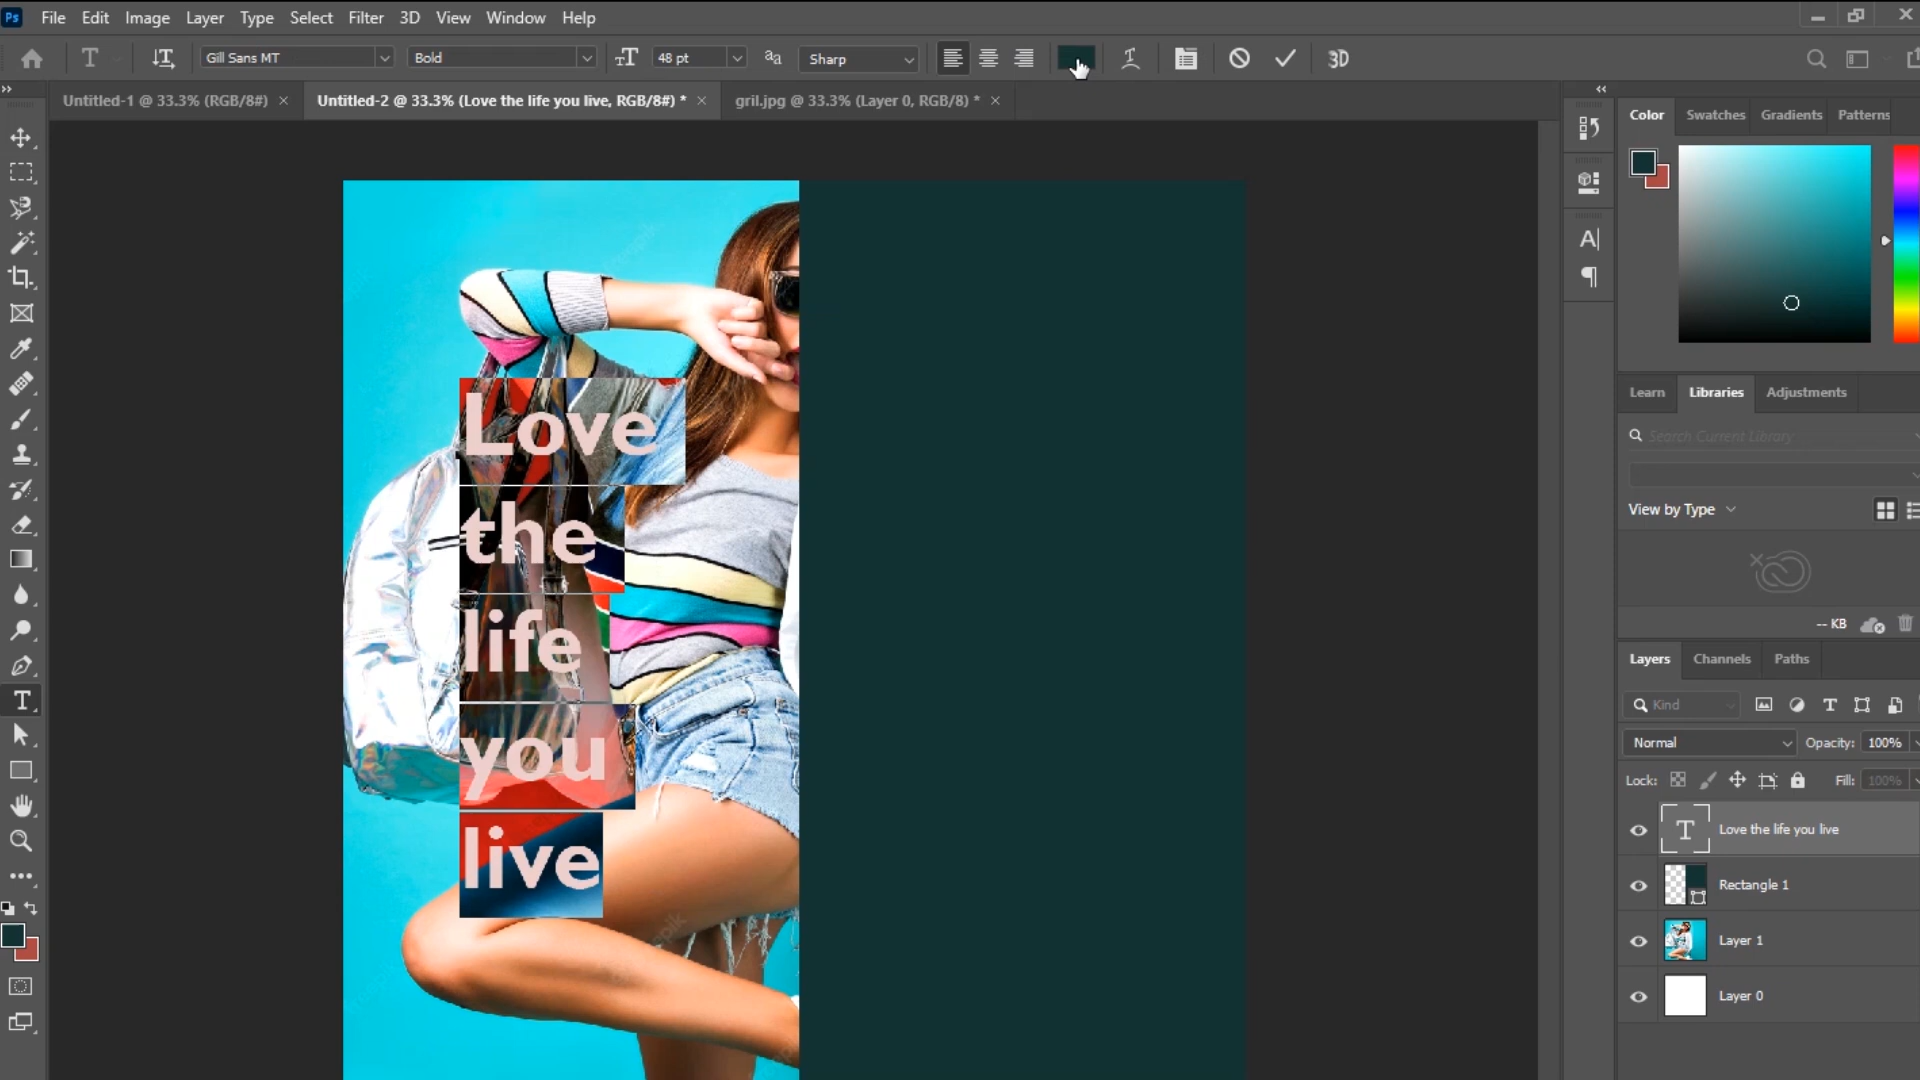 Ps File Edit Image Layer Type Select Filter 3D View Window Help
T Gill Sans MT Bold 48 pt aa Sharp 3D
Untitled-1 @ 33.3% (RGB/8#) × Untitled-2 @ 33.3% (Love the life you live, RGB/8#) * × gril.jpg @ 33.3% (Layer 0, RGB/8) * ×
Color Swatches Gradients Patterns
Learn Libraries Adjustments
Search Current Library
View by Type
-- KB
Layers Channels Paths
Kind
Normal Opacity: 100%
Lock: Fill: 100%
Love the life you live
Rectangle 1
Layer 1
Layer 0
Love
the
life
you
live